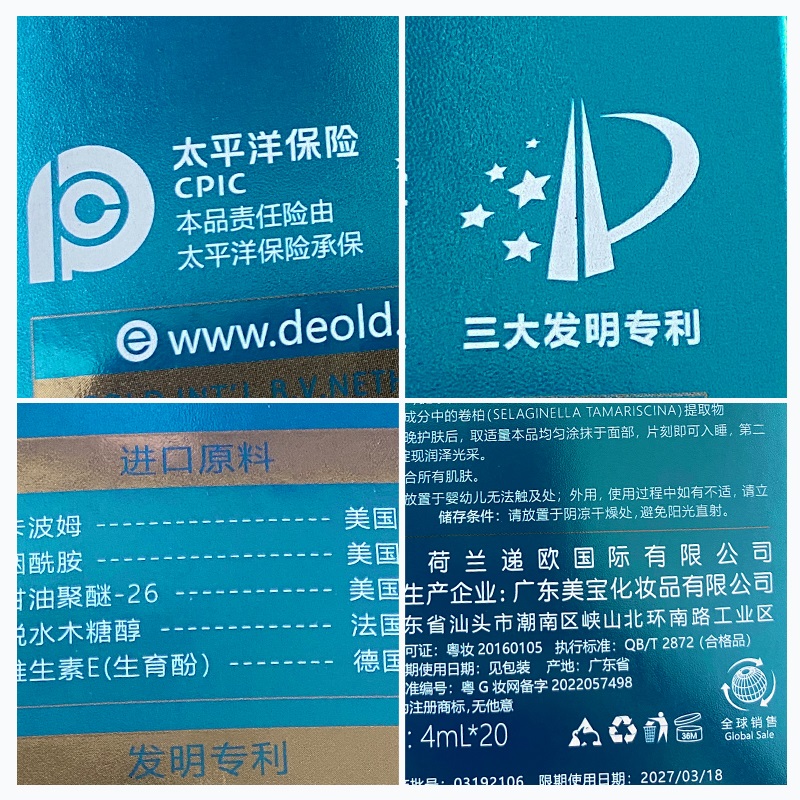 太平洋保险
CPIC
本品责任险由
太平洋保险承保
www.deold.
三大发明专利
进口原料
波姆 ------------------ 美国
酰胺 ------------------ 美国
油聚醚-26 ------------ 美国
水木糖醇 ------------- 法国
生素E(生育酚) -------- 德国
发明专利
成分中的卷柏(SELAGINELLA TAMARISCINA)提取物
晚护肤后，取适量本品均匀涂抹于面部，片刻即可入睡，第二
现润泽光采。
合所有肌肤。
放置于婴幼儿无法触及处；外用，使用过程中如有不适，请立
储存条件：请放置于阴凉干燥处，避免阳光直射。
荷兰递欧国际有限公司
生产企业：广东美宝化妆品有限公司
东省汕头市潮南区峡山北环南路工业区
可证：粤妆20160105 执行标准：QB/T 2872 (合格品)
期使用日期：见包装 产地：广东省
准编号：粤G妆网备字2022057498
注册商标,无他意
: 4mL*20
36M
全球销售
Global Sale
批号：03192106 限期使用日期：2027/03/18